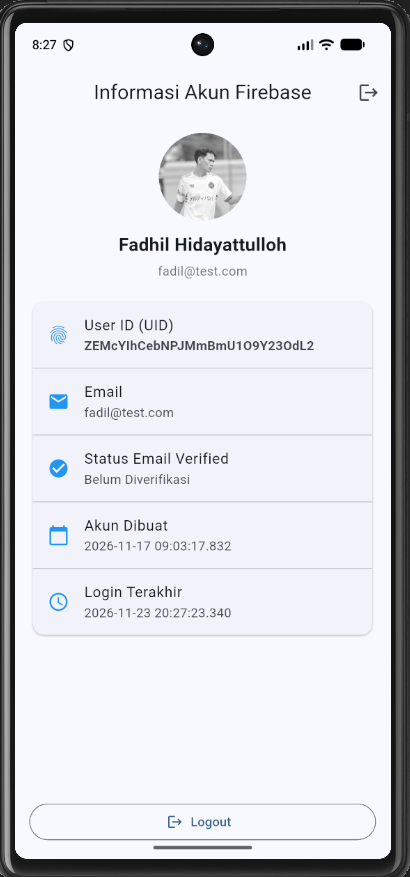 8:27
Informasi Akun Firebase
Fadhil Hidayattulloh
fadil@test.com
User ID (UID)
ZEMcYIhCebNPJMmBmU1O9Y23OdL2
Email
fadil@test.com
Status Email Verified
Belum Diverifikasi
Akun Dibuat
2026-11-17 09:03:17.832
Login Terakhir
2026-11-23 20:27:23.340
Logout